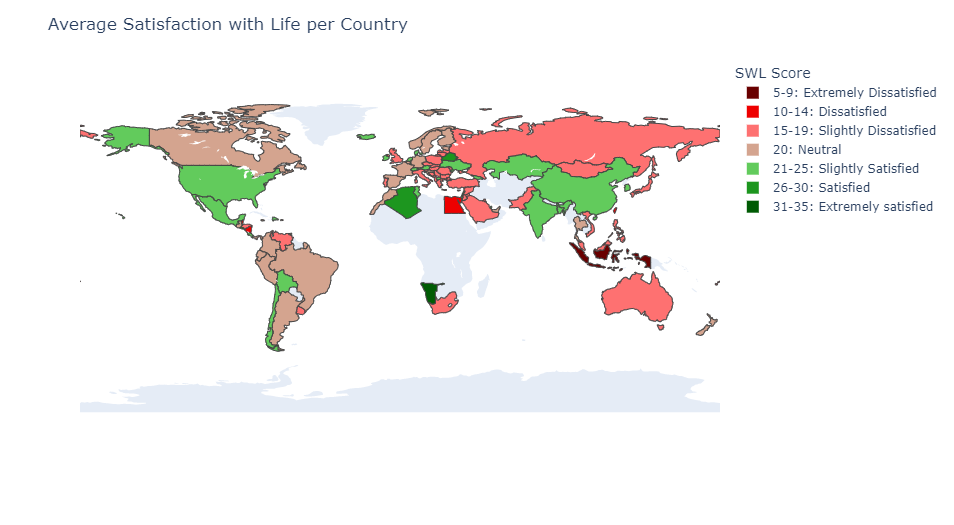 Average Satisfaction with Life per Country
SWL Score
5-9: Extremely Dissatisfied
10-14: Dissatisfied
15-19: Slightly Dissatisfied
20: Neutral
21-25: Slightly Satisfied
26-30: Satisfied
31-35: Extremely satisfied